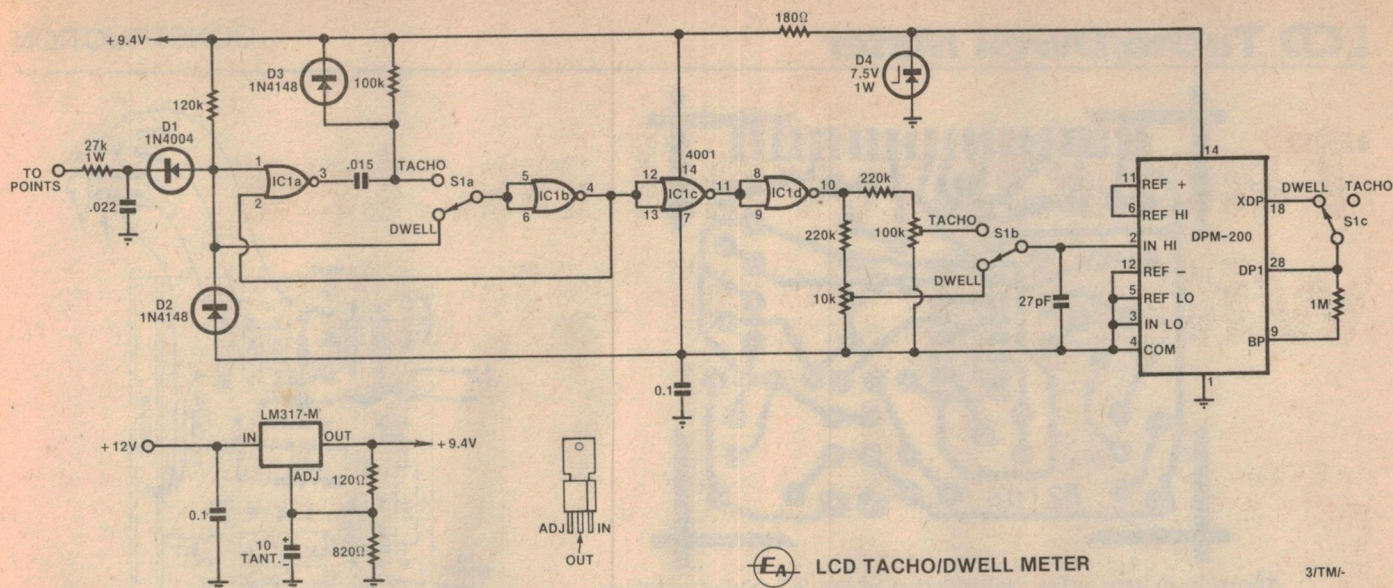 +9.4V
180Ω
D3
1N4148
100k
D4
7.5V
1W
120k
D1
1N4004
27k
1W
TO
POINTS
.022
1
2
IC1a
3
.015
TACHO
S1a
DWELL
5
6
IC1b
4
4001
14
12
13
IC1c
11
7
8
9
IC1d
10
220k
220k
100k
10k
TACHO
S1b
DWELL
27pF
14
11 REF +
6 REF HI
2 IN HI
12 REF -
5 REF LO
3 IN LO
4 COM
DPM-200
XDP 18
DP1 28
BP 9
1
DWELL
TACHO
S1c
1M
D2
1N4148
0.1
LM317-M
+12V
IN
OUT
ADJ
+9.4V
120Ω
0.1
10
TANT.
+
-
820Ω
ADJ
IN
OUT
EA LCD TACHO/DWELL METER
3/TM/-